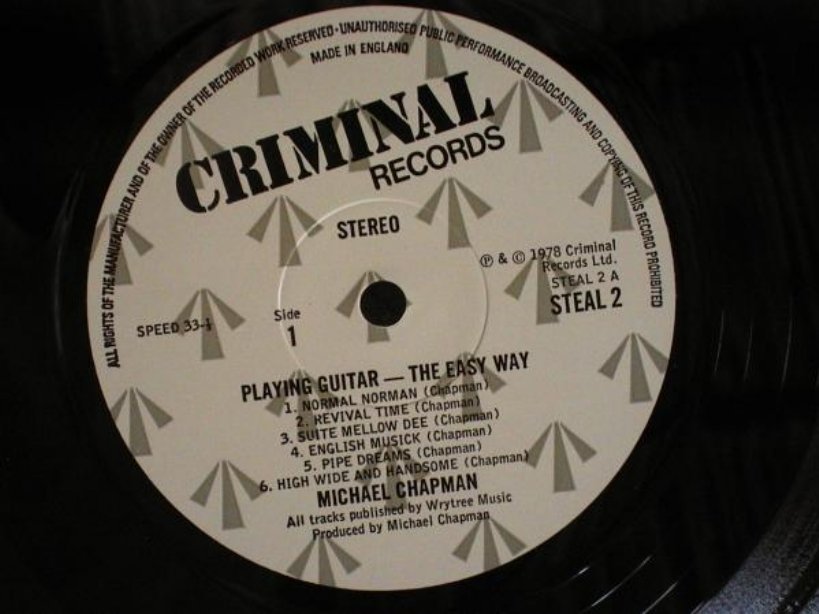 ALL RIGHTS OF THE MANUFACTURER AND OF THE OWNER OF THE RECORDED WORK RESERVED · UNAUTHORISED PUBLIC PERFORMANCE BROADCASTING AND COPYING OF THIS RECORD PROHIBITED
MADE IN ENGLAND
CRIMINAL
RECORDS
STEREO
℗ & © 1978 Criminal
Records Ltd.
STEAL 2 A
STEAL 2
SPEED 33-⅓
Side
1
PLAYING GUITAR — THE EASY WAY
1. NORMAL NORMAN (Chapman)
2. REVIVAL TIME (Chapman)
3. SUITE MELLOW DEE (Chapman)
4. ENGLISH MUSICK (Chapman)
5. PIPE DREAMS (Chapman)
6. HIGH WIDE AND HANDSOME (Chapman)
MICHAEL CHAPMAN
All tracks published by Wrytree Music
Produced by Michael Chapman